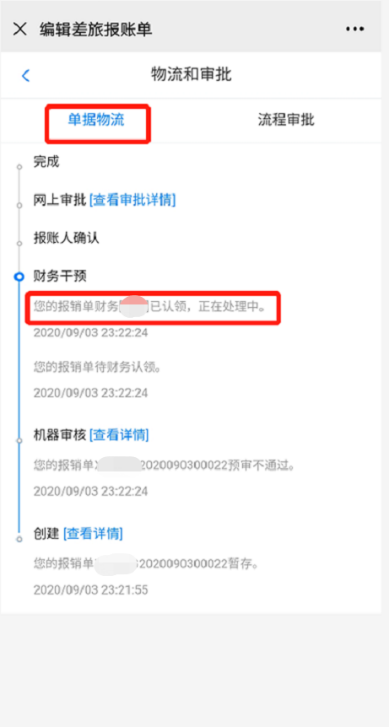 编辑差旅报账单
物流和审批
单据物流 流程审批
完成
网上审批 [查看审批详情]
报账人确认
财务干预
您的报销单财务 已认领，正在处理中。
2020/09/03 23:22:24
您的报销单待财务认领。
2020/09/03 23:22:24
机器审核 [查看详情]
您的报销单 2020090300022预审不通过。
2020/09/03 23:22:24
创建 [查看详情]
您的报销单 2020090300022暂存。
2020/09/03 23:21:55